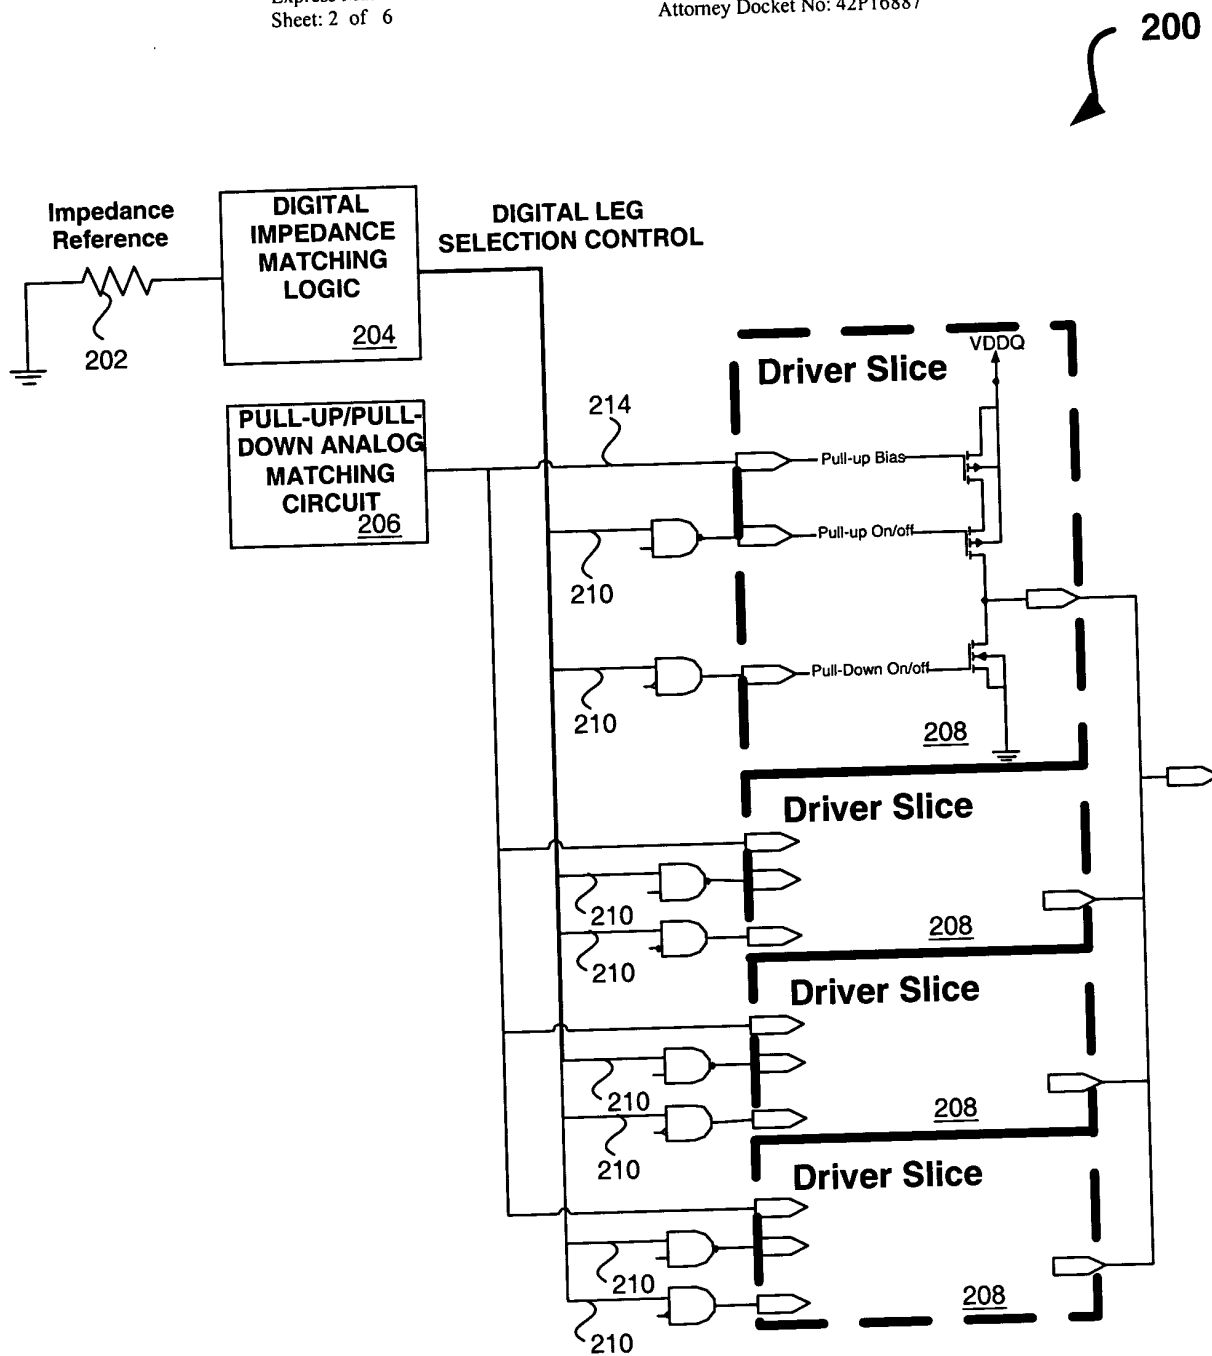 Sheet: 2 of 6
Attorney Docket No: 42P16887
200
Impedance
Reference
202
DIGITAL
IMPEDANCE
MATCHING
LOGIC
204
DIGITAL LEG
SELECTION CONTROL
PULL-UP/PULL-
DOWN ANALOG
MATCHING
CIRCUIT
206
214
Driver Slice
VDDQ
Pull-up Bias
Pull-up On/off
210
Pull-Down On/off
210
208
Driver Slice
210
210
208
Driver Slice
210
210
208
Driver Slice
210
210
208